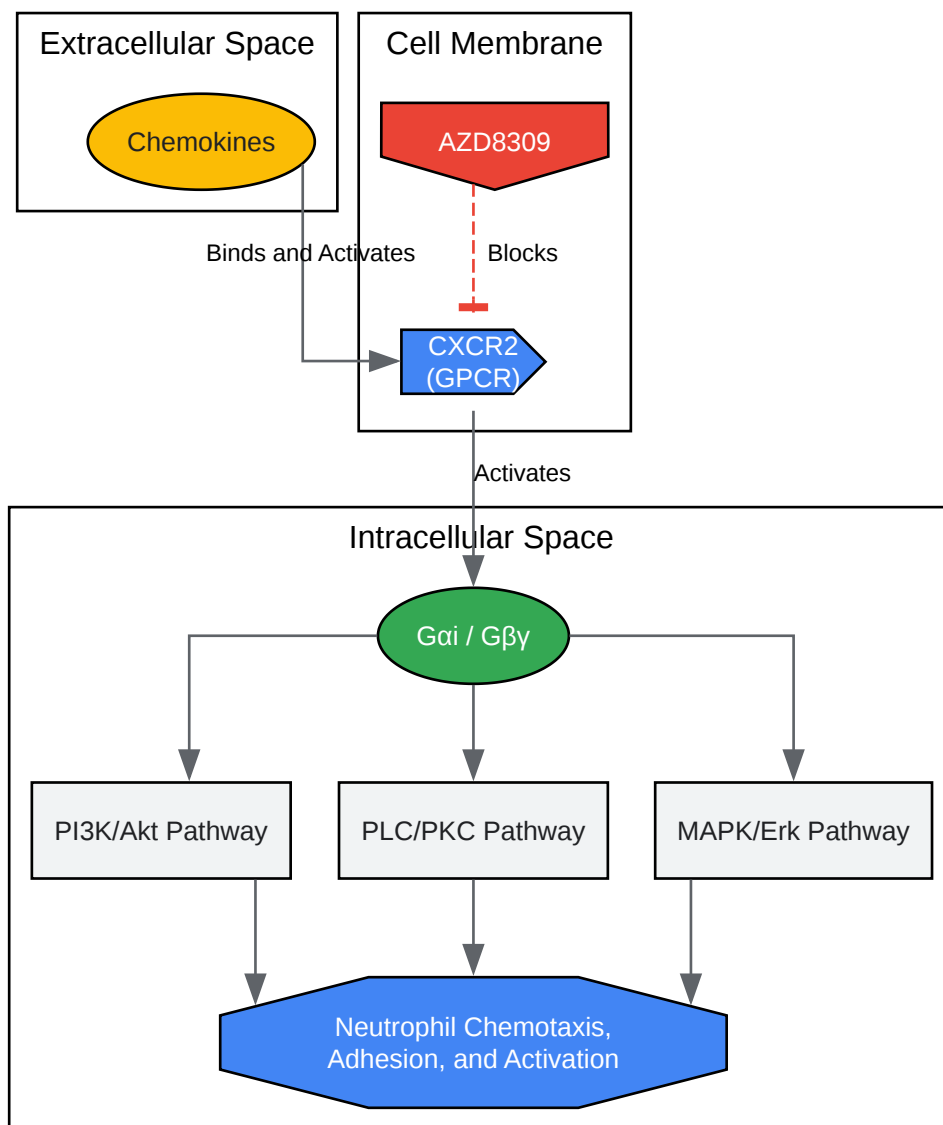 Extracellular Space
Cell Membrane
Chemokines
AZD8309
Binds and Activates
Blocks
CXCR2
(GPCR)
Activates
Intracellular Space
Gαi / Gβγ
PI3K/Akt Pathway
PLC/PKC Pathway
MAPK/Erk Pathway
Neutrophil Chemotaxis,
Adhesion, and Activation